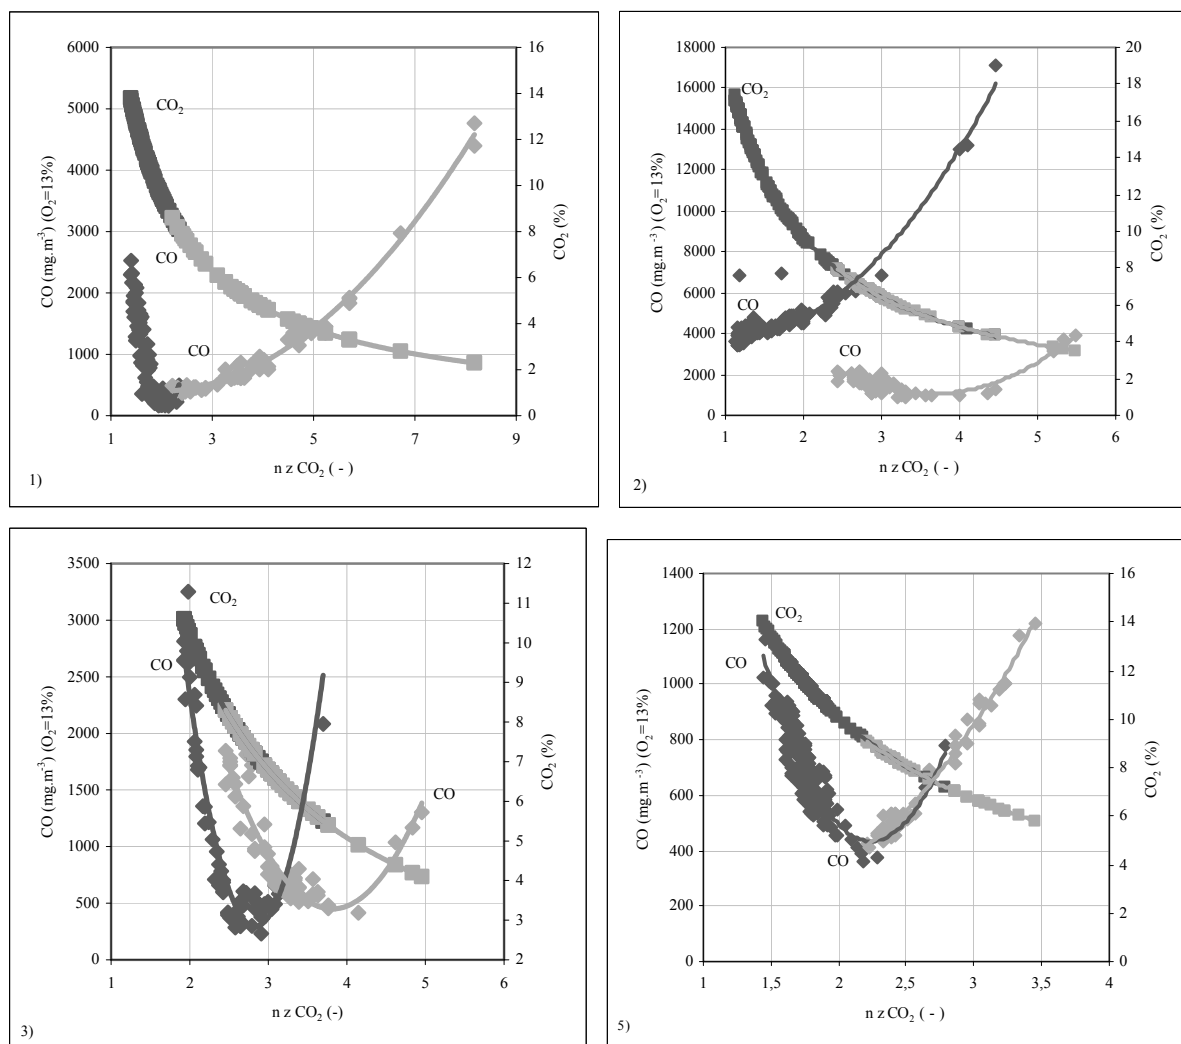 6000
5000
4000
3000
2000
1000
0
16
14
12
10
8
6
4
2
0
1 3 5 7 9
CO (mg.m³) (O₂=13%)
CO₂ (%)
CO₂
CO
CO
n z CO₂ ( - )
1)
18000
16000
14000
12000
10000
8000
6000
4000
2000
0
20
18
16
14
12
10
8
6
4
2
0
1 2 3 4 5 6
CO (mg.m⁻³) (O₂=13%)
CO₂ (%)
CO₂
CO
CO
n z CO₂ ( - )
2)
3500
3000
2500
2000
1500
1000
500
0
12
11
10
9
8
7
6
5
4
3
2
1 2 3 4 5 6
CO (mg.m³) (O₂=13%)
CO₂ (%)
CO₂
CO
CO
n z CO₂ (-)
3)
1400
1200
1000
800
600
400
200
0
16
14
12
10
8
6
4
2
0
1 1,5 2 2,5 3 3,5 4
CO (mg.m⁻³) (O₂=13%)
CO₂ (%)
CO₂
CO
CO
n z CO₂ ( - )
5)